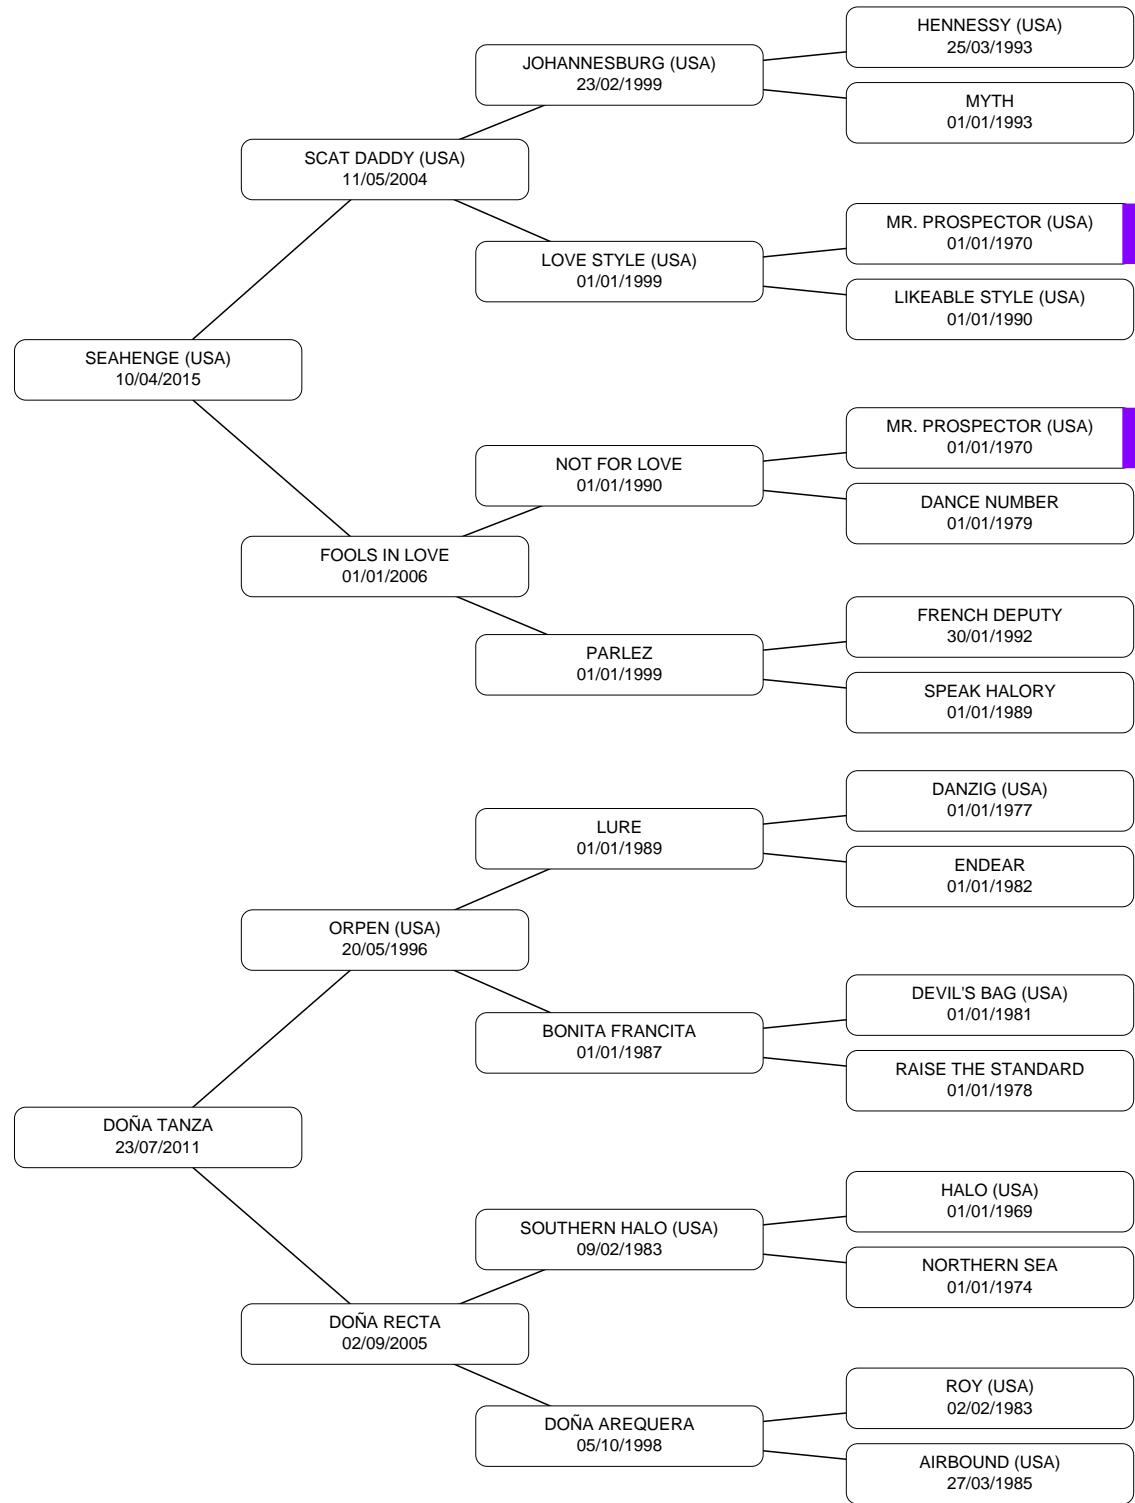 HENNESSY (USA)
25/03/1993
JOHANNESBURG (USA)
23/02/1999
MYTH
01/01/1993
SCAT DADDY (USA)
11/05/2004
MR. PROSPECTOR (USA)
01/01/1970
LOVE STYLE (USA)
01/01/1999
LIKEABLE STYLE (USA)
01/01/1990
SEAHENGE (USA)
10/04/2015
MR. PROSPECTOR (USA)
01/01/1970
NOT FOR LOVE
01/01/1990
DANCE NUMBER
01/01/1979
FOOLS IN LOVE
01/01/2006
FRENCH DEPUTY
30/01/1992
PARLEZ
01/01/1999
SPEAK HALORY
01/01/1989
DANZIG (USA)
01/01/1977
LURE
01/01/1989
ENDEAR
01/01/1982
ORPEN (USA)
20/05/1996
DEVIL'S BAG (USA)
01/01/1981
BONITA FRANCITA
01/01/1987
RAISE THE STANDARD
01/01/1978
DOÑA TANZA
23/07/2011
HALO (USA)
01/01/1969
SOUTHERN HALO (USA)
09/02/1983
NORTHERN SEA
01/01/1974
DOÑA RECTA
02/09/2005
ROY (USA)
02/02/1983
DOÑA AREQUERA
05/10/1998
AIRBOUND (USA)
27/03/1985